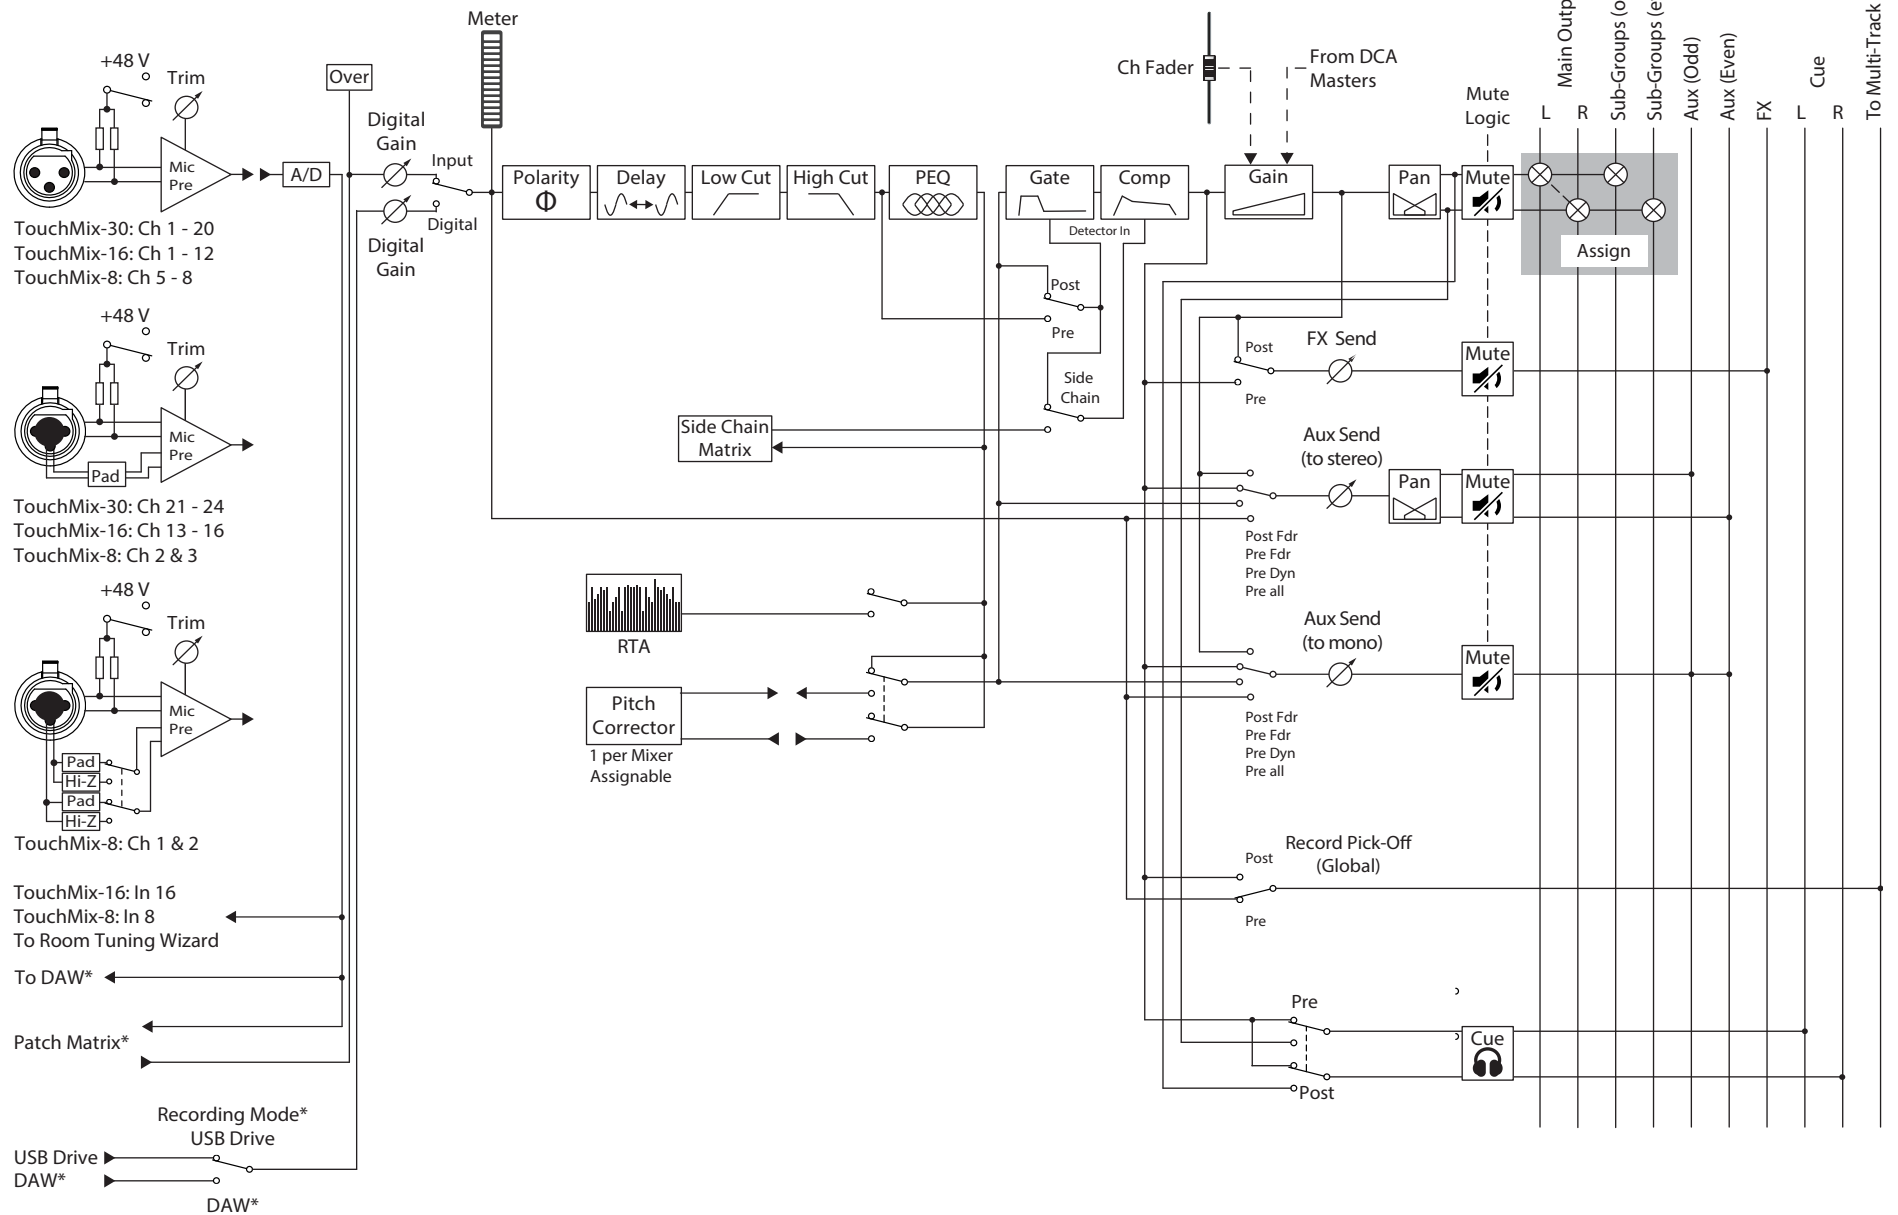 Meter
+48 V
Trim
Over
Digital
Gain
Input
Digital
Digital
Gain
Mic
Pre
A/D
TouchMix-30: Ch 1 - 20
TouchMix-16: Ch 1 - 12
TouchMix-8: Ch 5 - 8
Polarity
Φ
Delay
Low Cut
High Cut
PEQ
Gate
Comp
Detector In
Ch Fader
From DCA
Masters
Gain
Pan
Mute
Logic
Mute
Assign
Main Outp
L
R
Sub-Groups (o
Sub-Groups (e
Aux (Odd)
Aux (Even)
FX
Cue
L
R
To Multi-Track
+48 V
Trim
Mic
Pre
Pad
TouchMix-30: Ch 21 - 24
TouchMix-16: Ch 13 - 16
TouchMix-8: Ch 2 & 3
Post
Pre
Side
Chain
Side Chain
Matrix
Post
Pre
FX Send
Mute
Aux Send
(to stereo)
Pan
Mute
Post Fdr
Pre Fdr
Pre Dyn
Pre all
+48 V
Trim
Mic
Pre
Pad
Hi-Z
Pad
Hi-Z
TouchMix-8: Ch 1 & 2
RTA
Pitch
Corrector
1 per Mixer
Assignable
Aux Send
(to mono)
Mute
Post Fdr
Pre Fdr
Pre Dyn
Pre all
Record Pick-Off
(Global)
Post
Pre
TouchMix-16: In 16
TouchMix-8: In 8
To Room Tuning Wizard
To DAW*
Patch Matrix*
Pre
Post
Cue
Recording Mode*
USB Drive
USB Drive
DAW*
DAW*